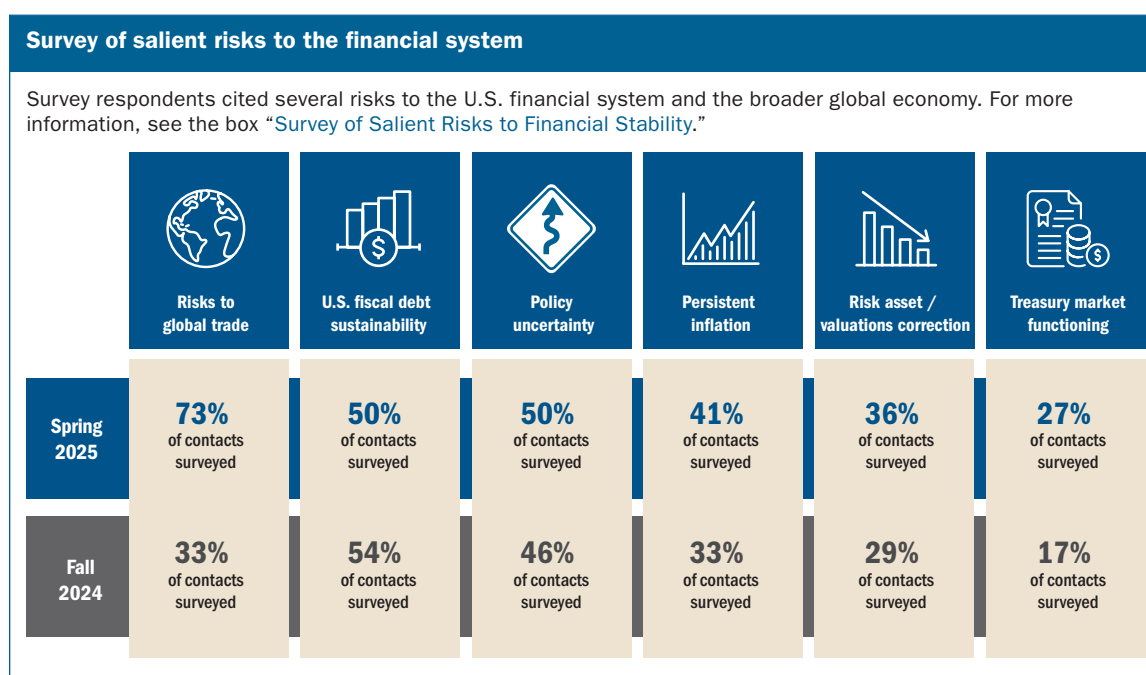 Survey of salient risks to the financial system
Survey respondents cited several risks to the U.S. financial system and the broader global economy. For more
information, see the box “Survey of Salient Risks to Financial Stability.”
Risks to
global trade
U.S. fiscal debt
sustainability
Policy
uncertainty
Persistent
inflation
Risk asset /
valuations correction
Treasury market
functioning
Spring
2025
73%
of contacts
surveyed
50%
of contacts
surveyed
50%
of contacts
surveyed
41%
of contacts
surveyed
36%
of contacts
surveyed
27%
of contacts
surveyed
Fall
2024
33%
of contacts
surveyed
54%
of contacts
surveyed
46%
of contacts
surveyed
33%
of contacts
surveyed
29%
of contacts
surveyed
17%
of contacts
surveyed